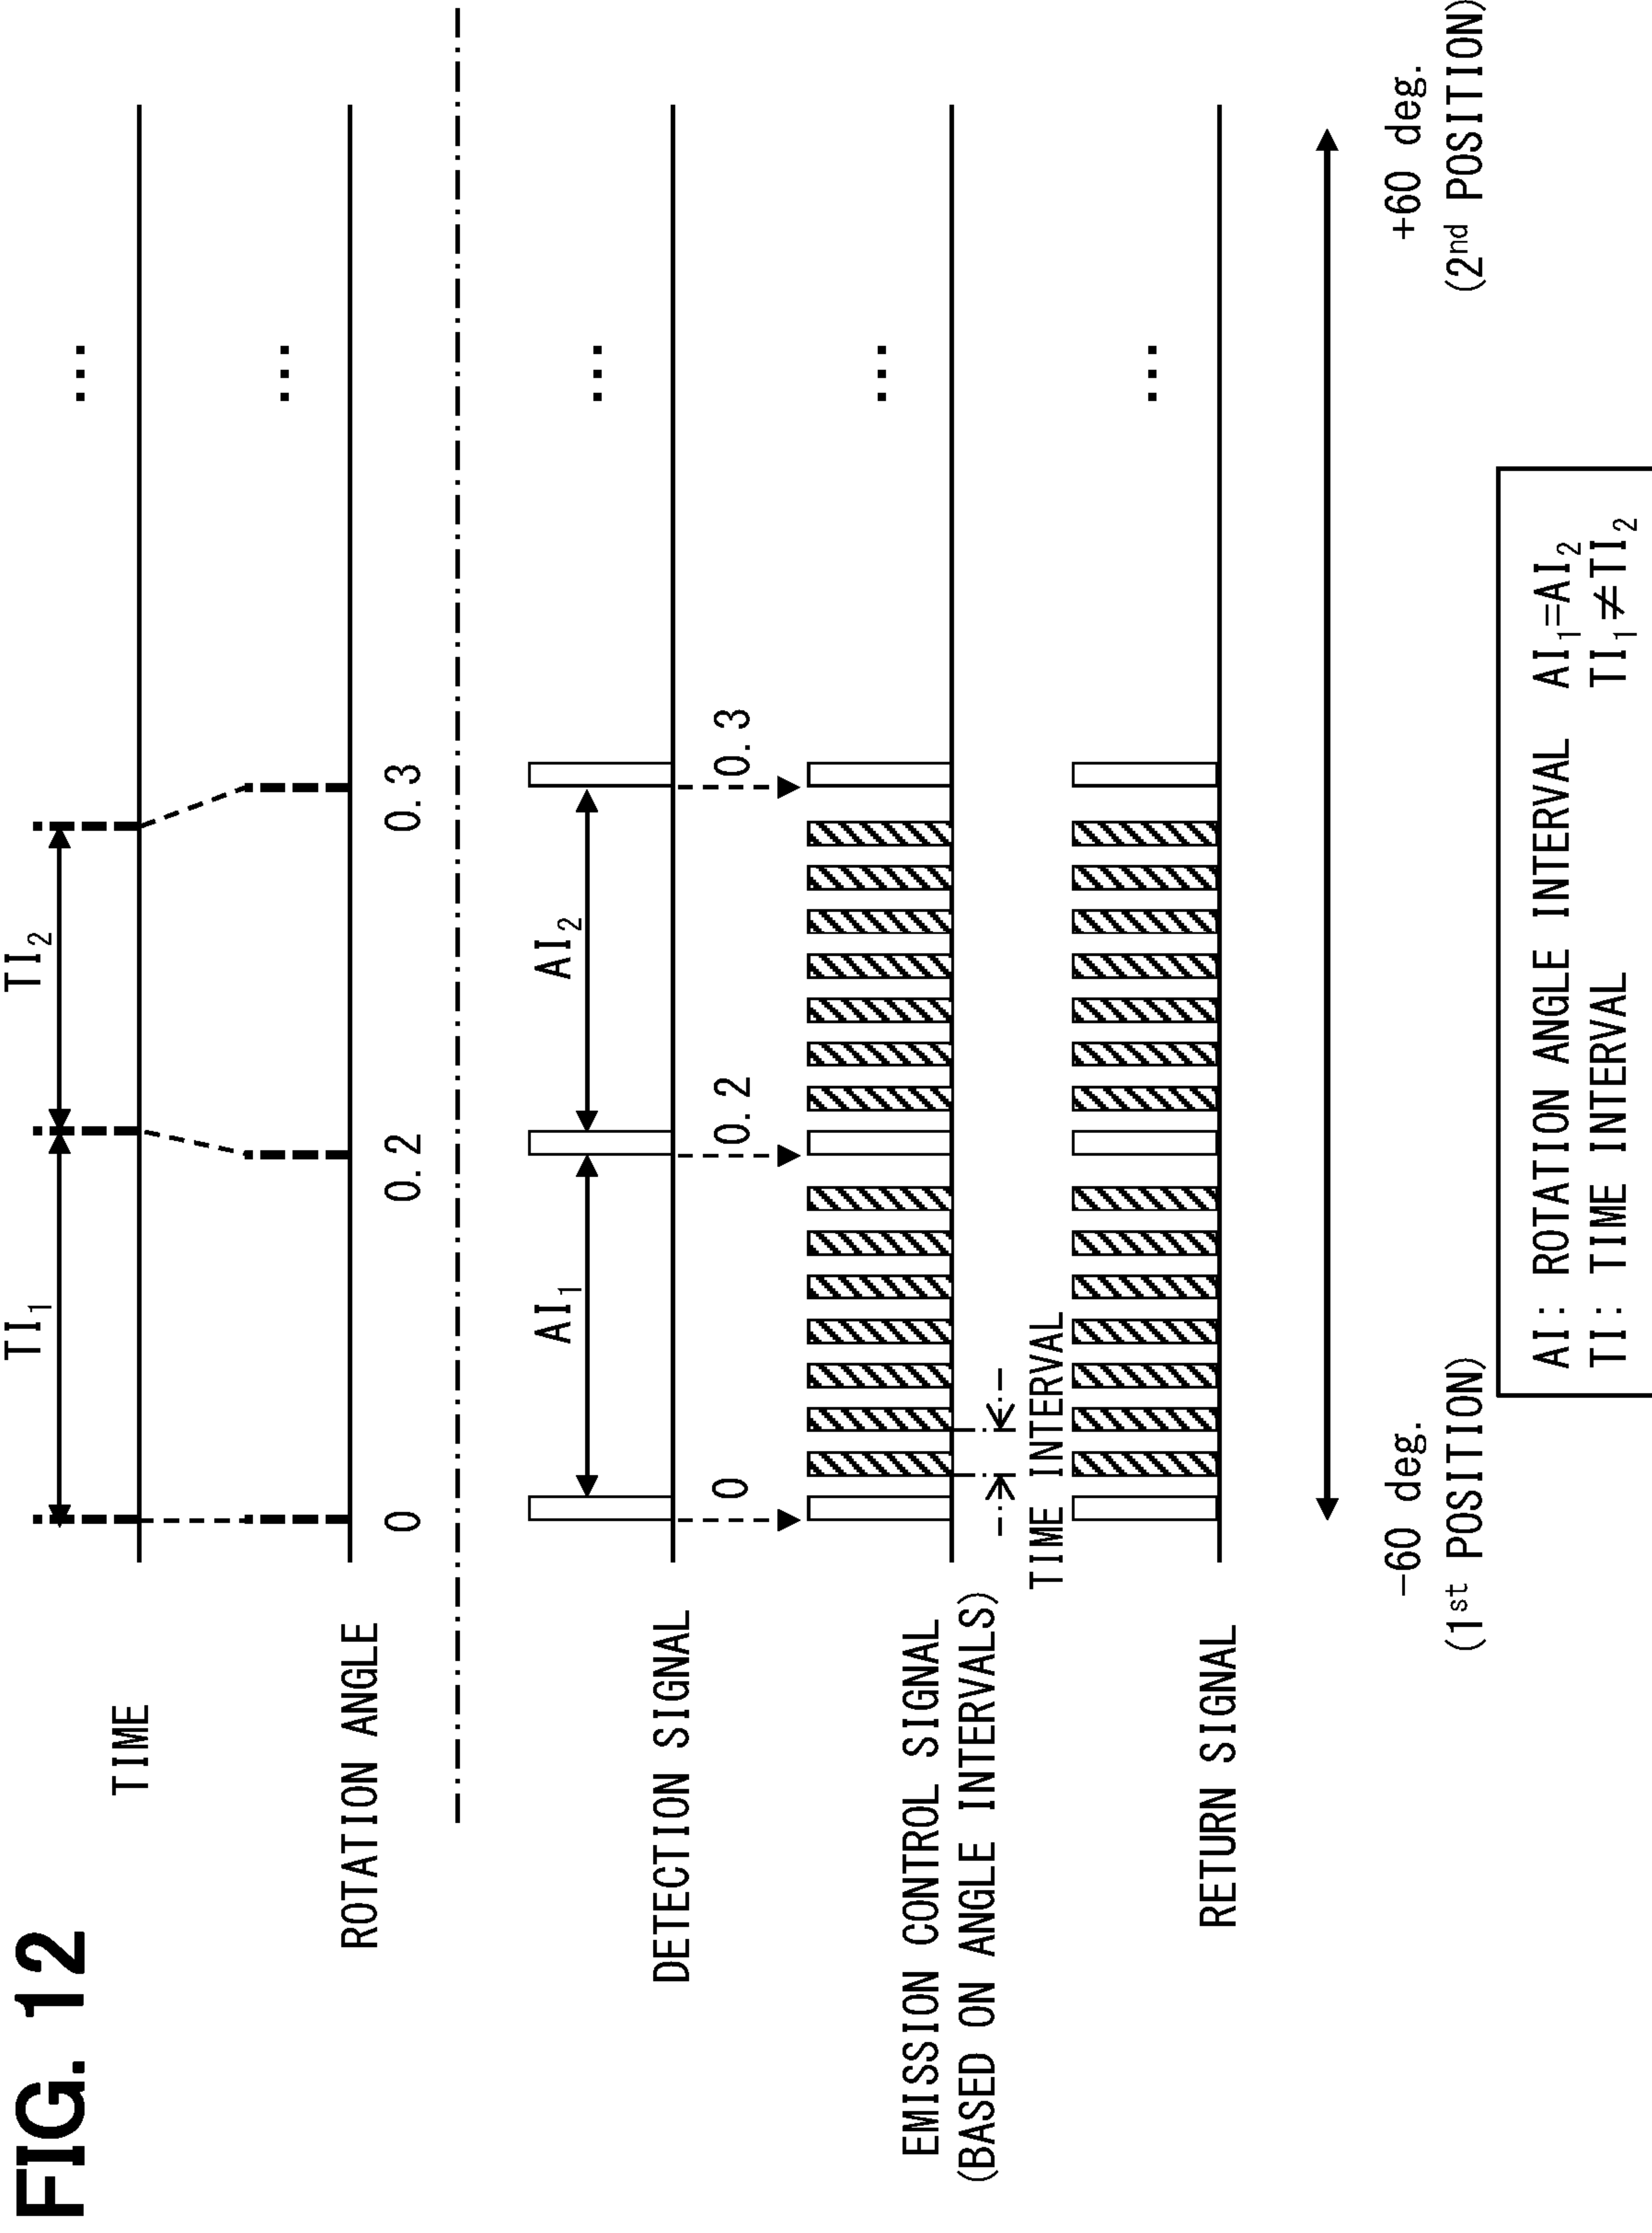 FIG. 12
TI1 TI2
TIME ...
ROTATION ANGLE ...
0 0.2 0.3
DETECTION SIGNAL AI1 AI2 ...
0 0.2 0.3
EMISSION CONTROL SIGNAL ...
(BASED ON ANGLE INTERVALS)
TIME INTERVAL
RETURN SIGNAL ...
-60 deg. +60 deg.
(1st POSITION) (2nd POSITION)
AI: ROTATION ANGLE INTERVAL AI1=AI2
TI: TIME INTERVAL TI1≠TI2